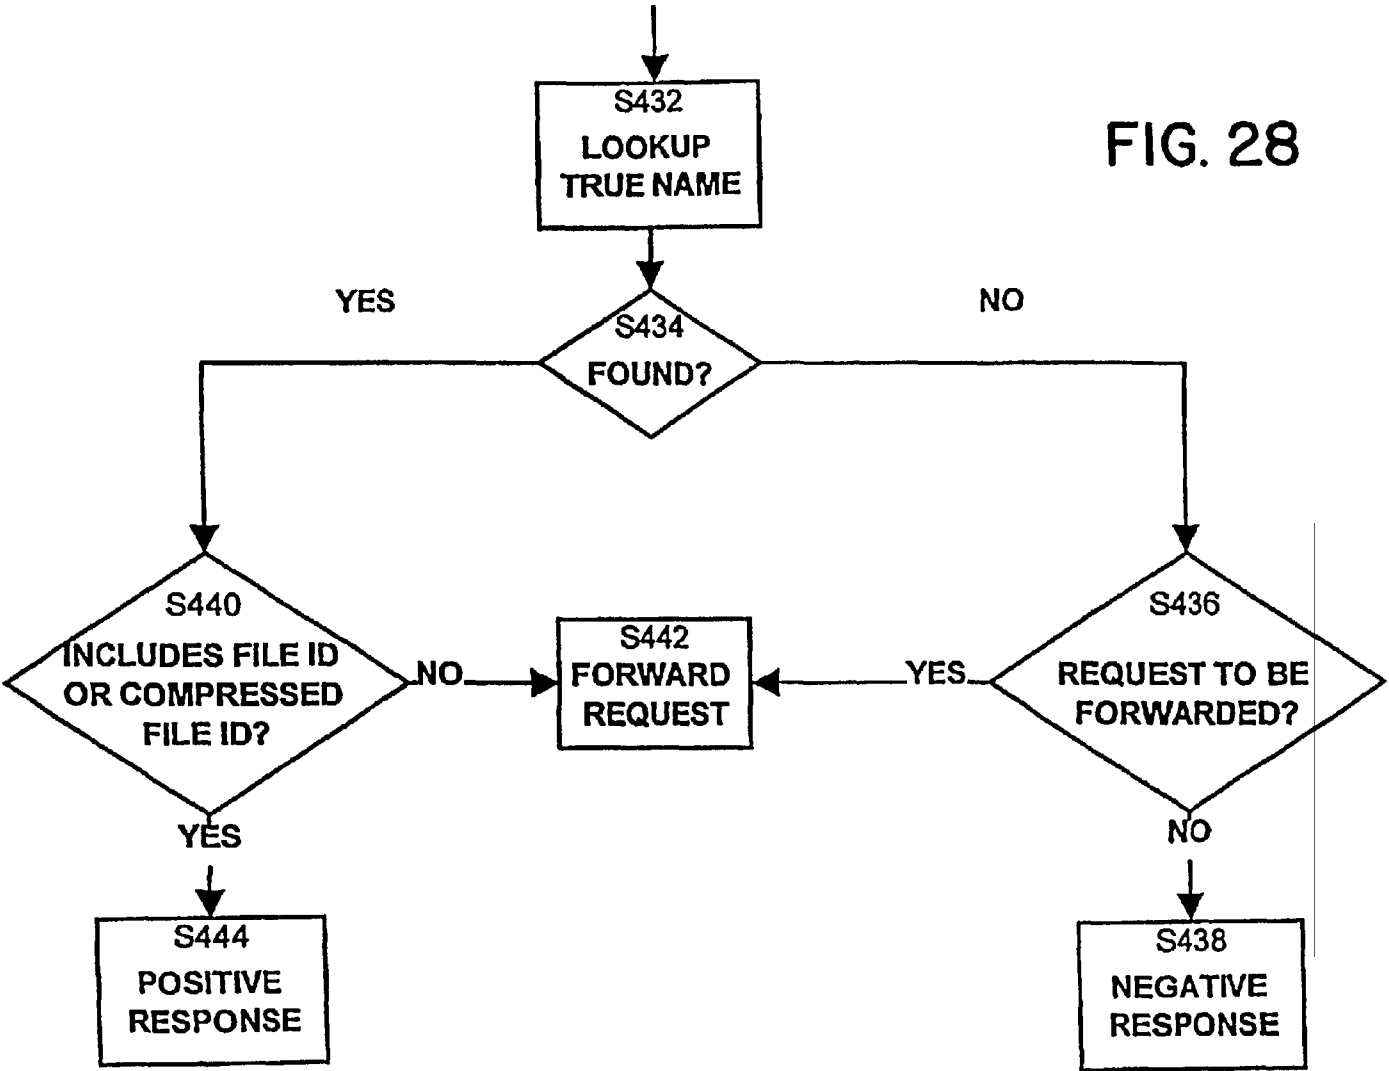 S432
LOOKUP
TRUE NAME
FIG. 28
YES
NO
S434
FOUND?
S440
INCLUDES FILE ID
OR COMPRESSED
FILE ID?
NO
S442
FORWARD
REQUEST
YES
S436
REQUEST TO BE
FORWARDED?
YES
NO
S444
POSITIVE
RESPONSE
S438
NEGATIVE
RESPONSE